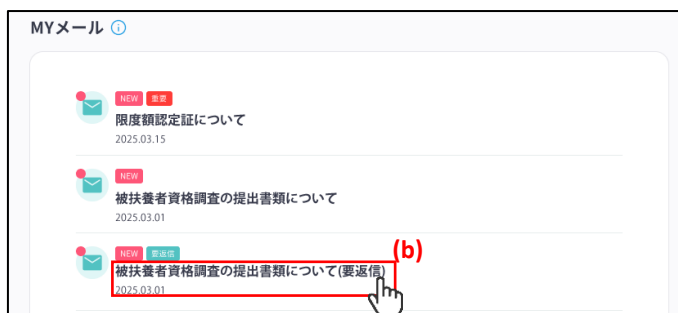 MYメール
NEW 重要
限度額認定証について
2025.03.15
NEW
被扶養者資格調査の提出書類について
2025.03.01
NEW 要返信
(b)
被扶養者資格調査の提出書類について(要返信)
2025.03.01